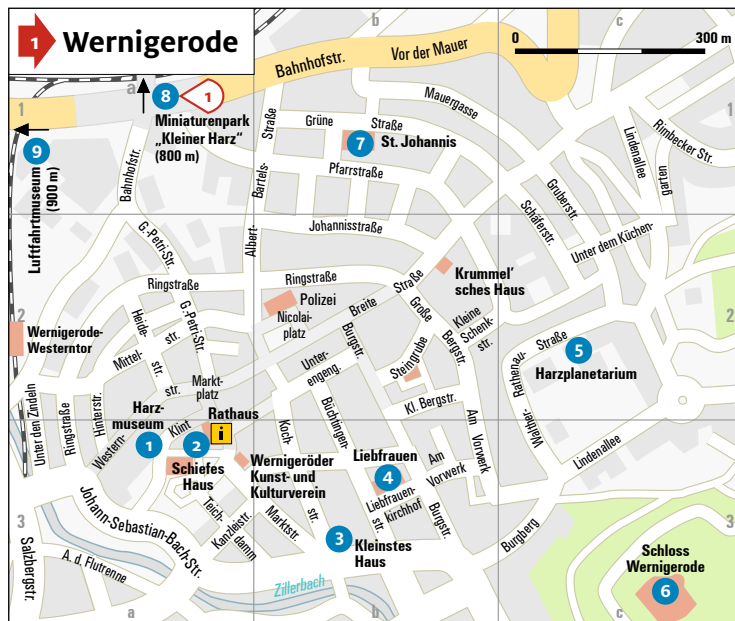 1 Wernigerode
0 300 m
a
b
c
1
1
2
2
3
3
a
b
c
Bahnhofstr.
Vor der Mauer
8
1
Miniaturenpark
„Kleiner Harz“
(800 m)
9
Luftfahrtmuseum
(900 m)
Bahnhofstr.
Straße
Bartels-
Albert-
Grüne
Straße
Mauergasse
7
St. Johannis
Pfarrstraße
Lindenallee
Rimbecker Str.
garten
Gruberstr.
Schäferstr.
Unter dem Küchen-
G.-Petri-Str.
Johannisstraße
Ringstraße
Ringstraße
Krummel'
sches Haus
Polizei
Nicolai-
platz
Breite
Straße
Große
Bergstr.
Kleine
Schenk-
str.
Wernigerode-
Westerntor
Heide-
str.
G.-Petri-Str.
Mittel-
str.
Markt-
platz
Unter-
engeng.
Burgstr.
Steingrube
Kl. Bergstr.
5
Harzplanetarium
Walther-
Rathenau-
Straße
Unter den Zindeln
Ringstraße
Hinterstr.
Western-
str.
Harz-
museum
1
Klint
2
Rathaus
i
Schiefes
Haus
Wernigeröder
Kunst- und
Kulturverein
Koch-
str.
Büchtingen-
str.
Liebfrauen
4
Liebfrauen-
kirchhof
Am
Vorwerk
Am Vorwerk
Burgstr.
Lindenallee
Johann-Sebastian-Bach-Str.
Teich-
damm
Kanzleistr.
Marktstr.
3
Kleinstes
Haus
Burgberg
Salzbergstr.
A. d. Flutrenne
Zillerbach
Schloss
Wernigerode
6